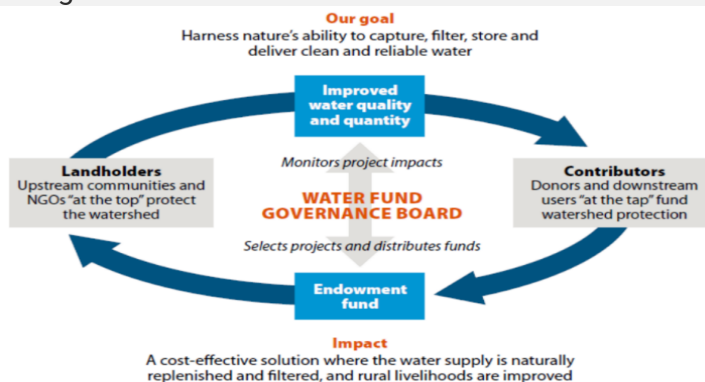 Our goal
Harness nature's ability to capture, filter, store and
deliver clean and reliable water
Improved
water quality
and quantity
Monitors project impacts
Landholders
Upstream communities and
NGOs "at the top" protect
the watershed
WATER FUND
GOVERNANCE BOARD
Contributors
Donors and downstream
users "at the tap" fund
watershed protection
Selects projects and distributes funds
Endowment
fund
Impact
A cost-effective solution where the water supply is naturally
replenished and filtered, and rural livelihoods are improved